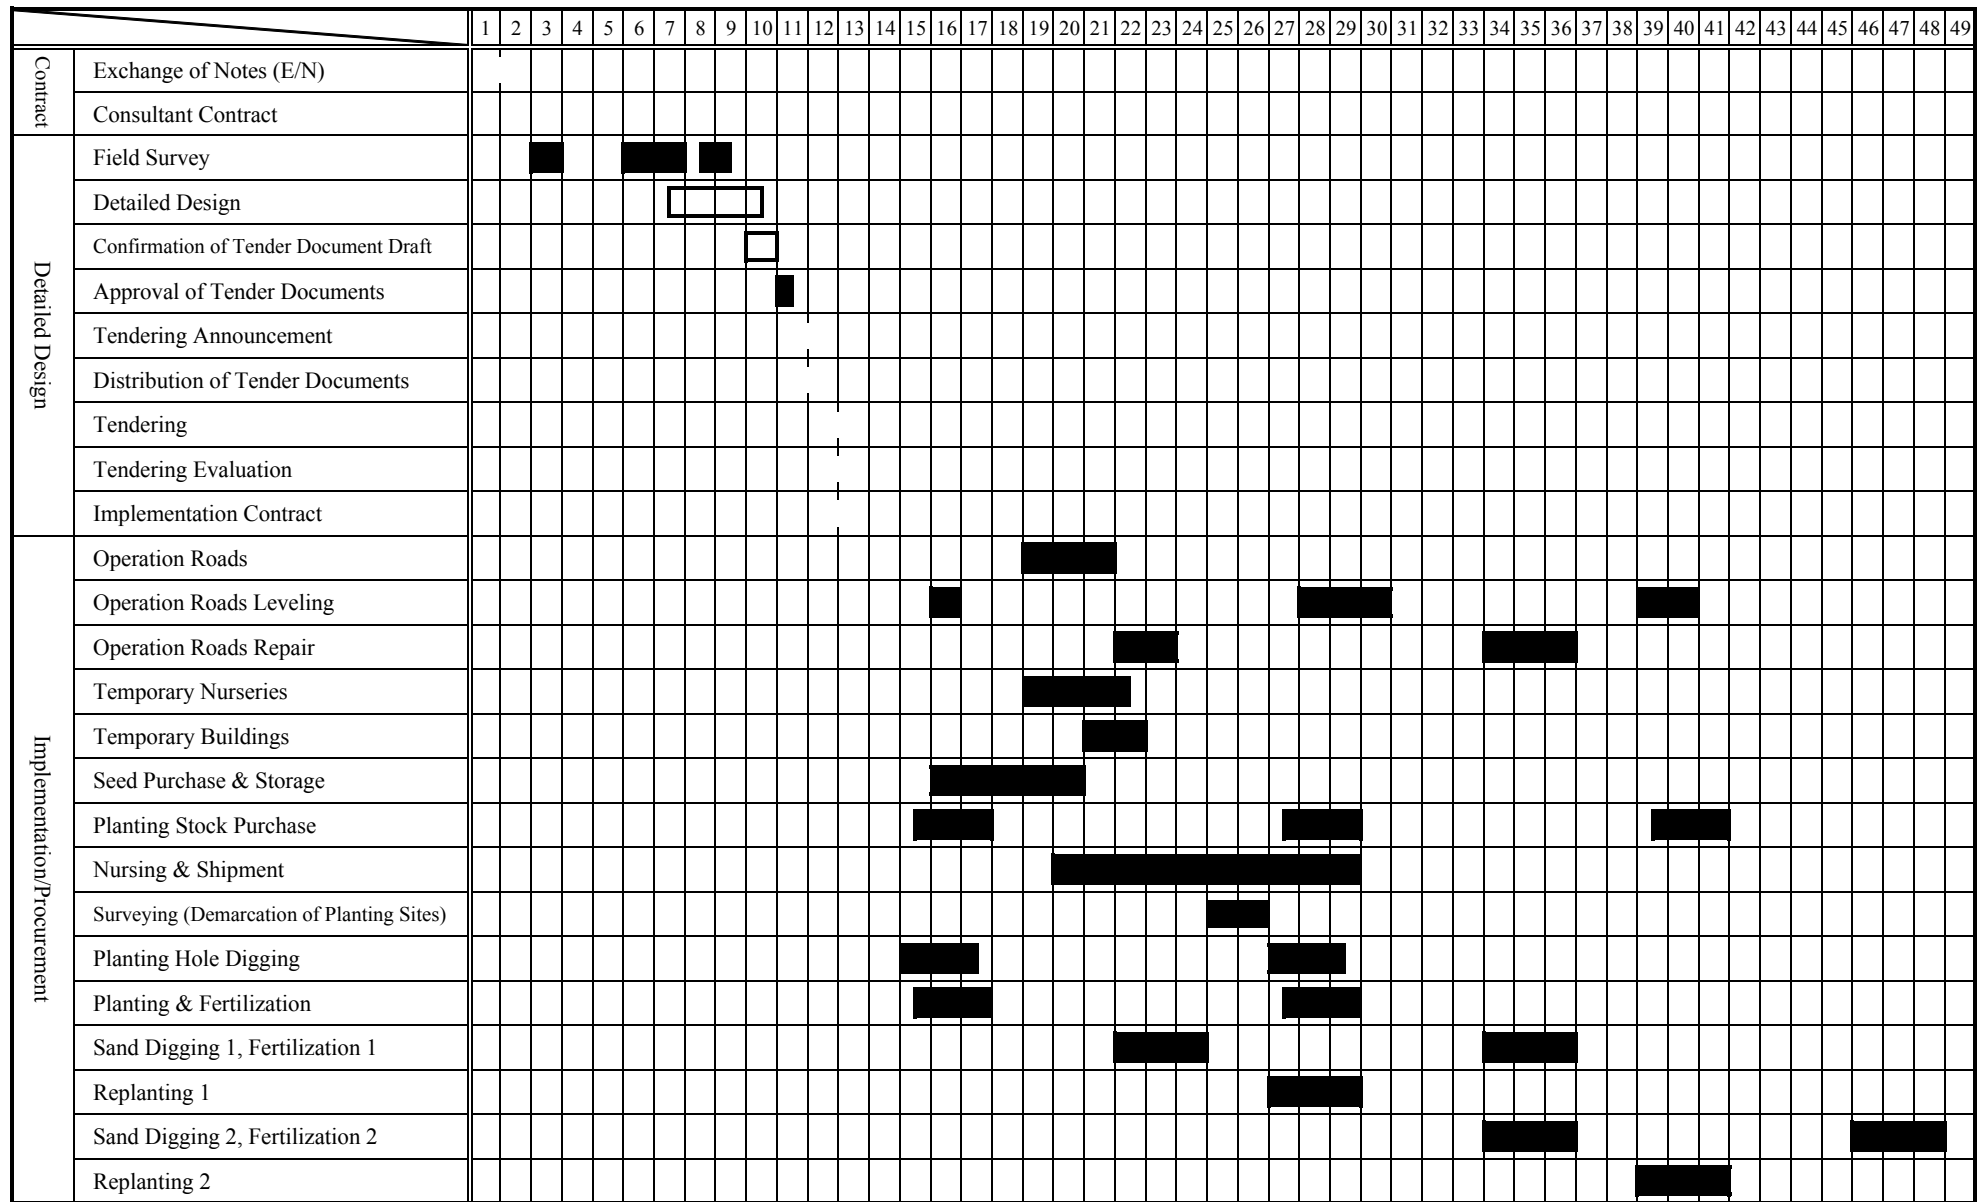 1 2 3 4 5 6 7 8 9 10 11 12 13 14 15 16 17 18 19 20 21 22 23 24 25 26 27 28 29 30 31 32 33 34 35 36 37 38 39 40 41 42 43 44 45 46 47 48 49
Contract
Exchange of Notes (E/N)
Consultant Contract
Detailed Design
Field Survey
Detailed Design
Confirmation of Tender Document Draft
Approval of Tender Documents
Tendering Announcement
Distribution of Tender Documents
Tendering
Tendering Evaluation
Implementation Contract
Implementation/Procurement
Operation Roads
Operation Roads Leveling
Operation Roads Repair
Temporary Nurseries
Temporary Buildings
Seed Purchase & Storage
Planting Stock Purchase
Nursing & Shipment
Surveying (Demarcation of Planting Sites)
Planting Hole Digging
Planting & Fertilization
Sand Digging 1, Fertilization 1
Replanting 1
Sand Digging 2, Fertilization 2
Replanting 2